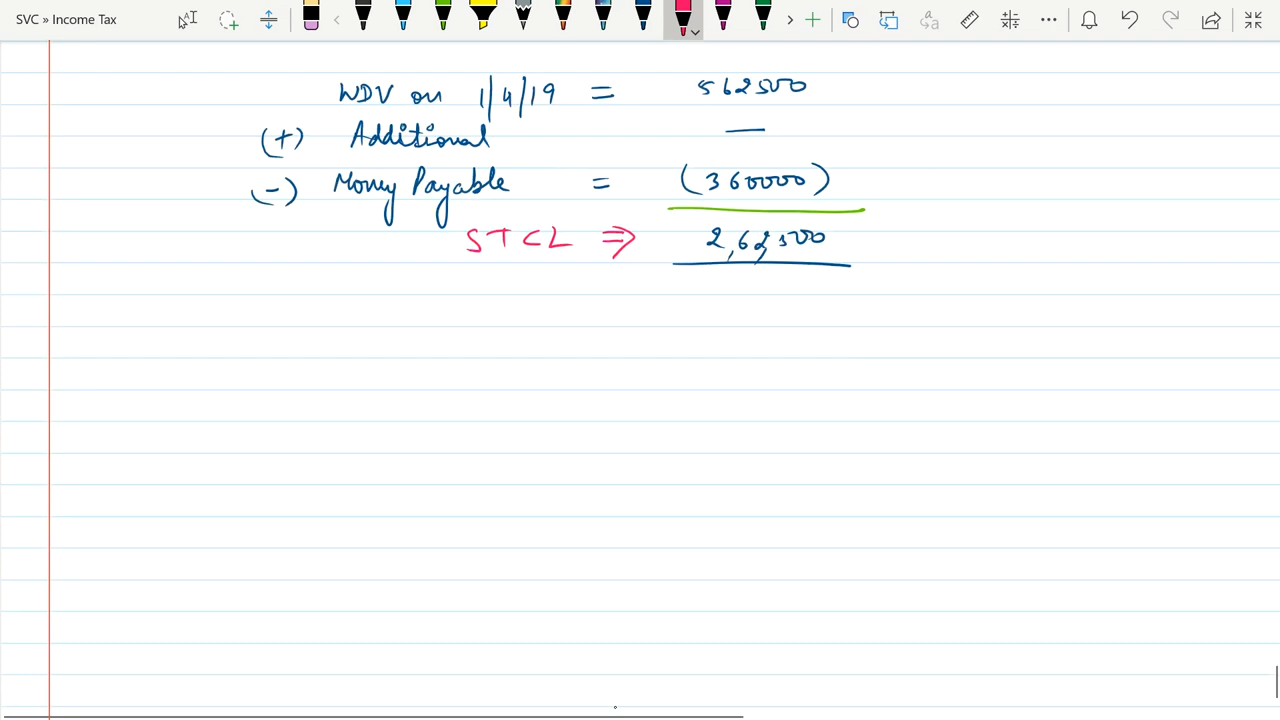 SVC » Income Tax
WDV on 1/4/19 = 562500
(+) Additional —
(-) Money Payable = (360000)
STCL ⇒ 2,62,500